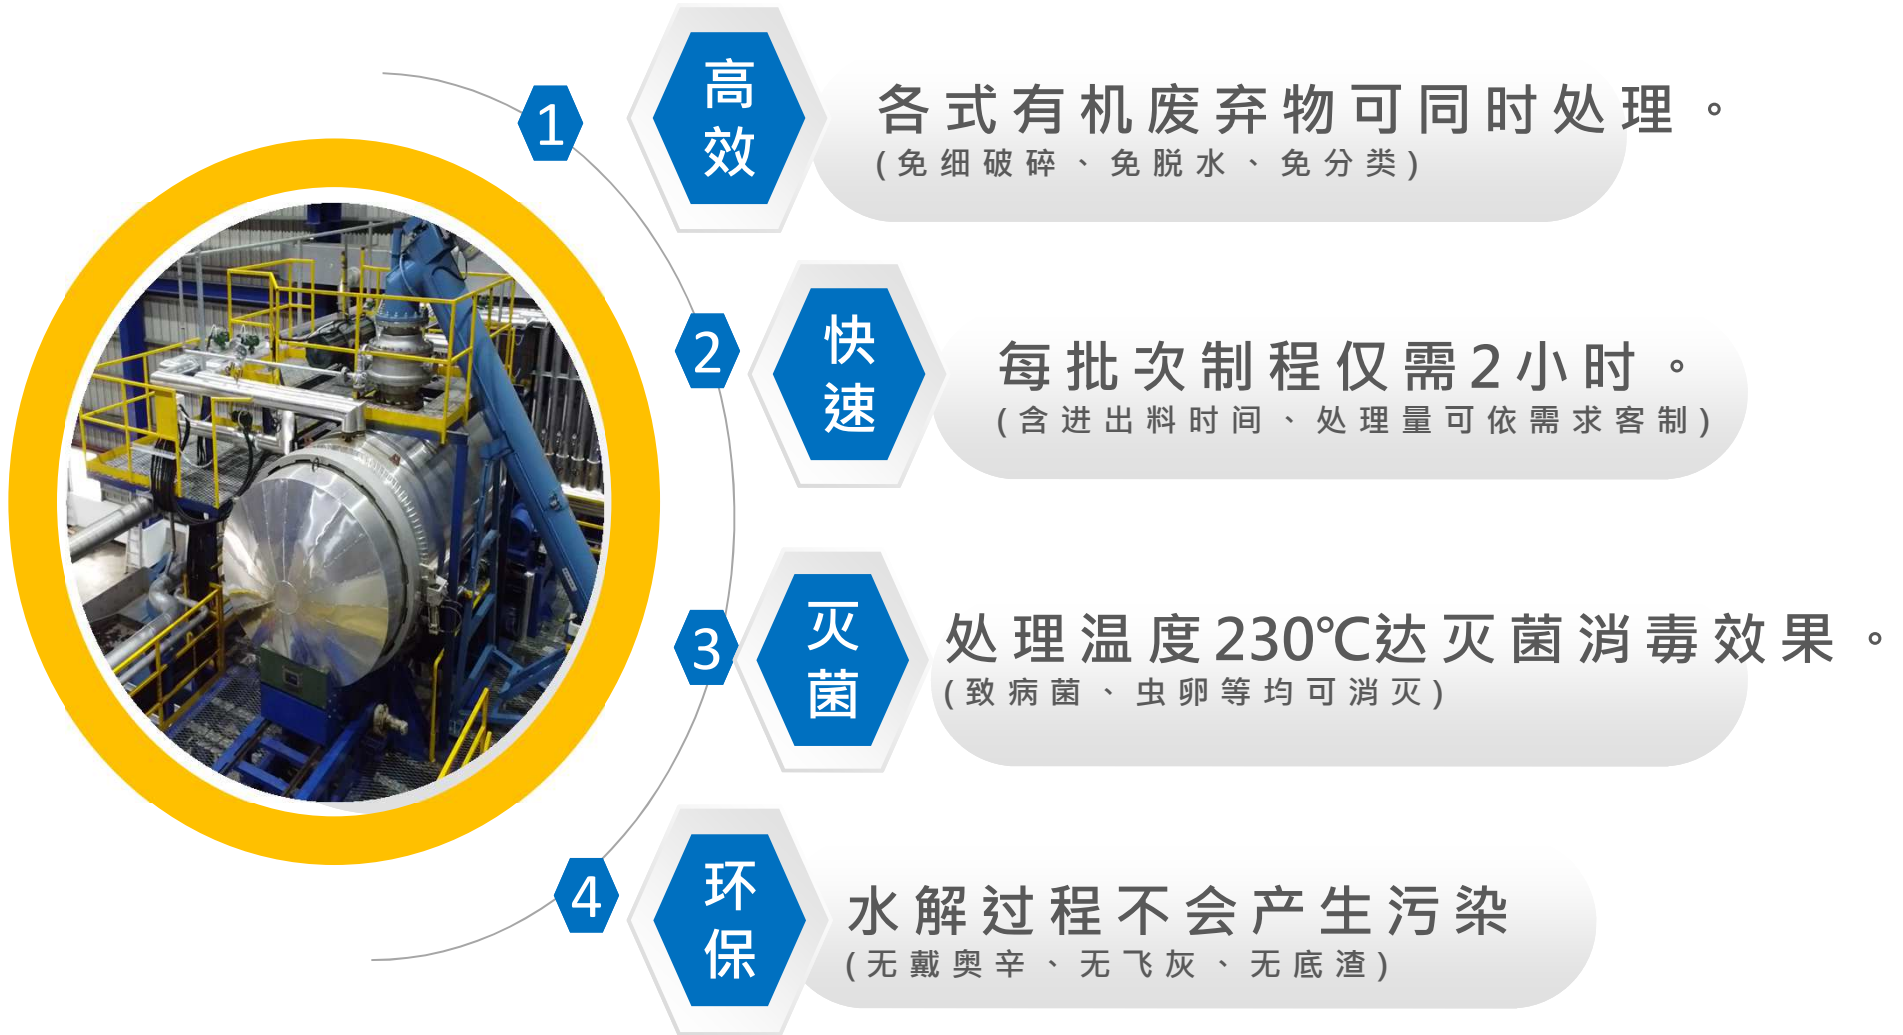 1
高
效
各式有机废弃物可同时处理。
(免细破碎、免脱水、免分类)
2
快
速
每批次制程仅需2小时。
(含进出料时间、处理量可依需求客制)
3
灭
菌
处理温度230℃达灭菌消毒效果。
(致病菌、虫卵等均可消灭)
4
环
保
水解过程不会产生污染
(无戴奥辛、无飞灰、无底渣)